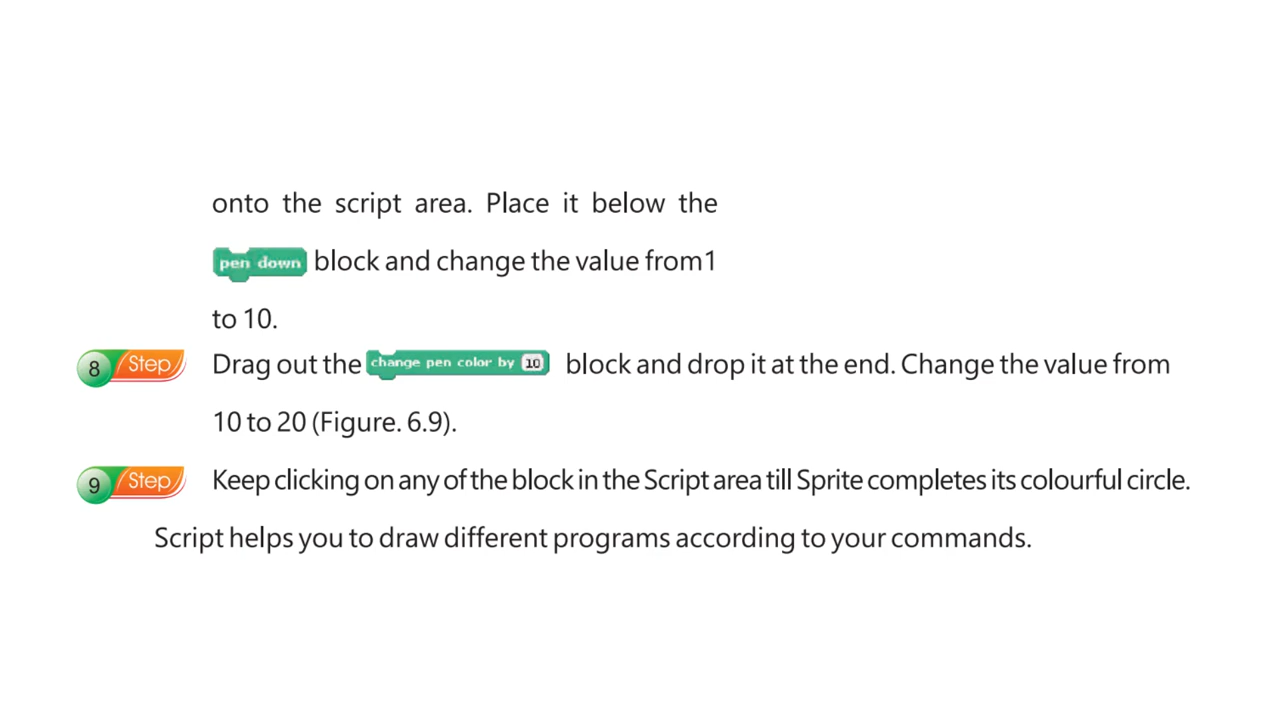 onto the script area. Place it below the
pen down block and change the value from1
to 10.
8 Step Drag out the change pen color by 10 block and drop it at the end. Change the value from
10 to 20 (Figure. 6.9).
9 Step Keep clicking on any of the block in the Script area till Sprite completes its colourful circle.
Script helps you to draw different programs according to your commands.